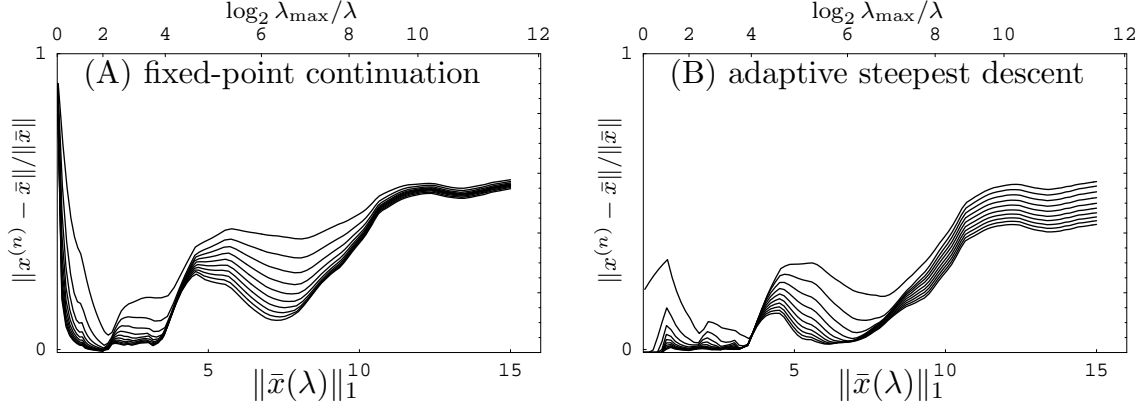 log₂ λmax/λ
0 2 4 6 8 10 12
1
(A) fixed-point continuation
‖x⁽ⁿ⁾ − x̄‖/‖x̄‖
0
5 10 15
‖x̄(λ)‖₁
log₂ λmax/λ
0 2 4 6 8 10 12
1
(B) adaptive steepest descent
‖x⁽ⁿ⁾ − x̄‖/‖x̄‖
0
5 10 15
‖x̄(λ)‖₁